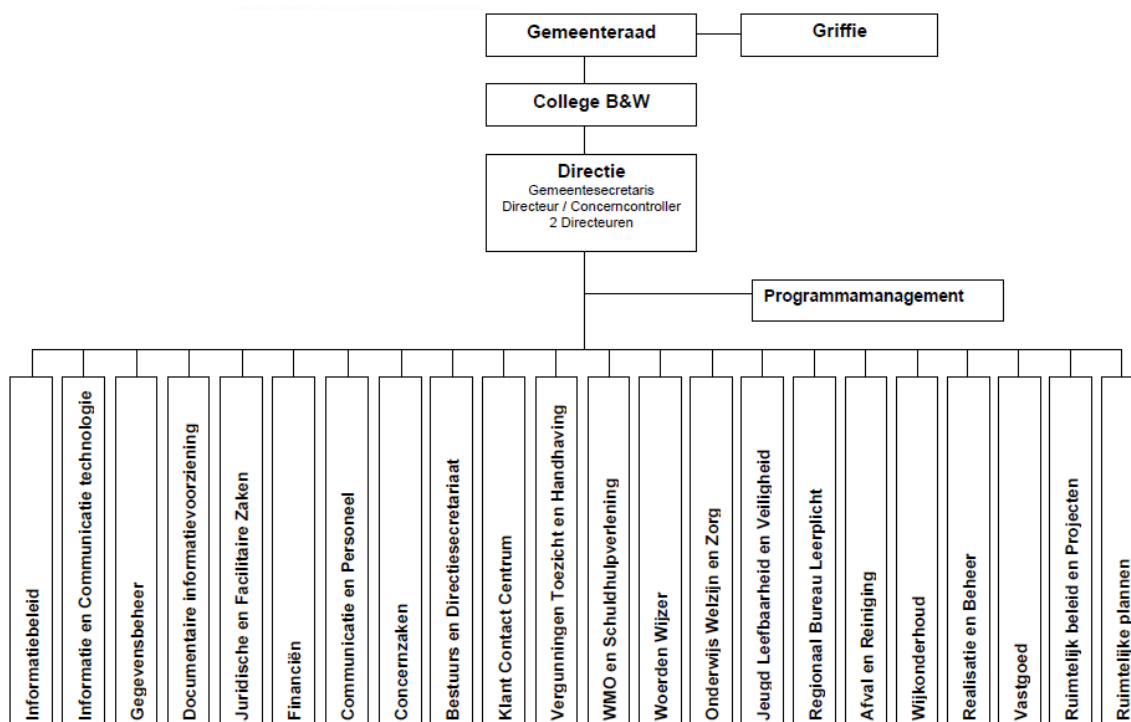 Gemeenteraad
Griffie
College B&W
Directie
Gemeentesecretaris
Directeur / Concerncontroller
2 Directeuren
Programmamanagement
Informatiebeleid
Informatie en Communicatie technologie
Gegevensbeheer
Documentaire informatievoorziening
Juridische en Facilitaire Zaken
Financiën
Communicatie en Personeel
Concernzaken
Bestuurs en Directiesecretariaat
Klant Contact Centrum
Vergunningen Toezicht en Handhaving
WMO en Schuldhulpverlening
Woerden Wijzer
Onderwijs Welzijn en Zorg
Jeugd Leefbaarheid en Veiligheid
Regionaal Bureau Leerplicht
Afval en Reiniging
Wijkonderhoud
Realisatie en Beheer
Vastgoed
Ruimtelijk beleid en Projecten
Ruimtelijke plannen